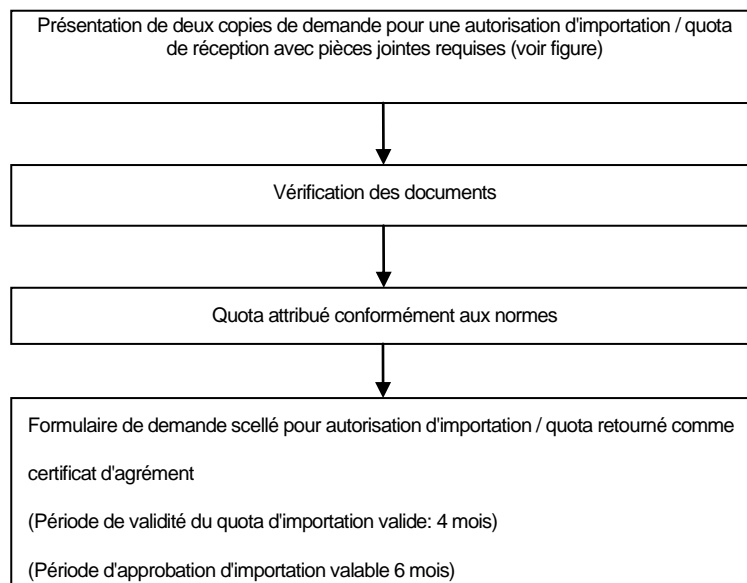 Présentation de deux copies de demande pour une autorisation d'importation / quota
de réception avec pièces jointes requises (voir figure)
Vérification des documents
Quota attribué conformément aux normes
Formulaire de demande scellé pour autorisation d'importation / quota retourné comme
certificat d'agrément
(Période de validité du quota d'importation valide: 4 mois)
(Période d'approbation d'importation valable 6 mois)